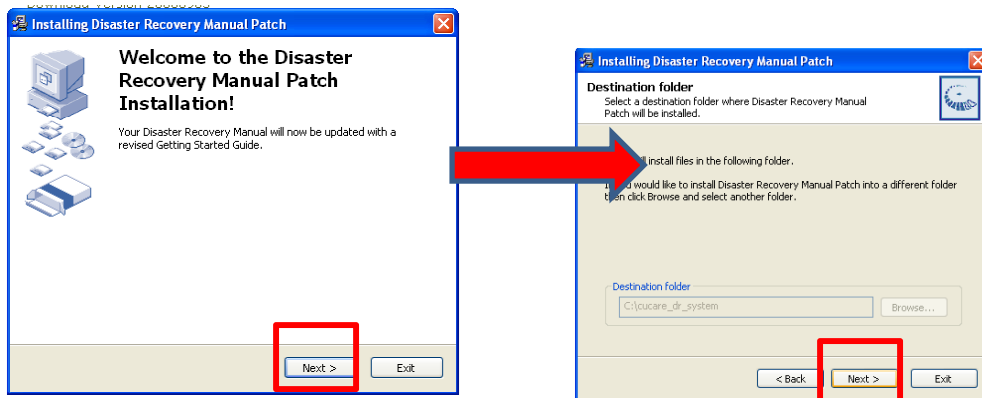 Installing Disaster Recovery Manual Patch
Welcome to the Disaster
Recovery Manual Patch
Installation!
Your Disaster Recovery Manual will now be updated with a
revised Getting Started Guide.
Next >
Exit
Installing Disaster Recovery Manual Patch
Destination folder
Select a destination folder where Disaster Recovery Manual
Patch will be installed.
install files in the following folder.
would like to install Disaster Recovery Manual Patch into a different folder
click Browse and select another folder.
Destination folder
C:\cucare_dr_system
Browse...
< Back
Next >
Exit